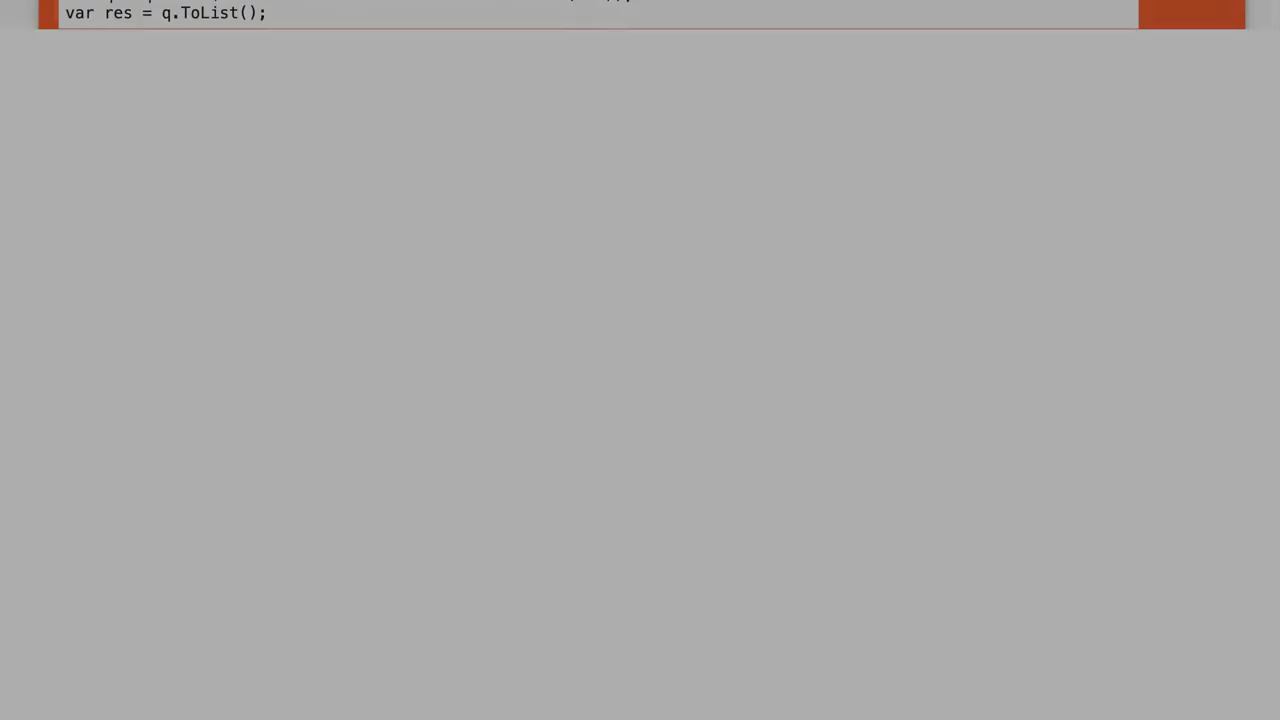 var res = q.ToList();